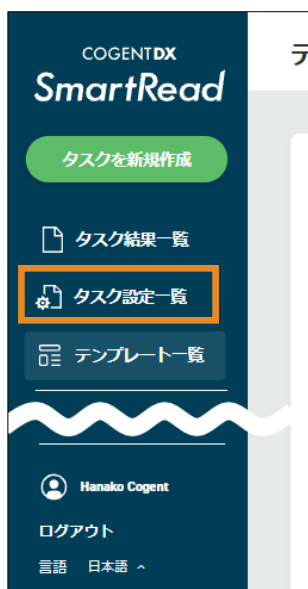 COGENTDX
SmartRead
タスクを新規作成
タスク結果一覧
タスク設定一覧
テンプレート一覧
Hanako Cogent
ログアウト
言語 日本語
テ